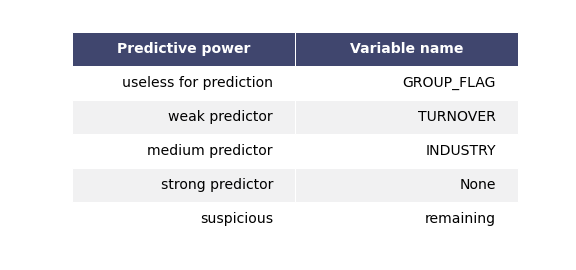 Predictive power Variable name
useless for prediction GROUP_FLAG
weak predictor TURNOVER
medium predictor INDUSTRY
strong predictor None
suspicious remaining